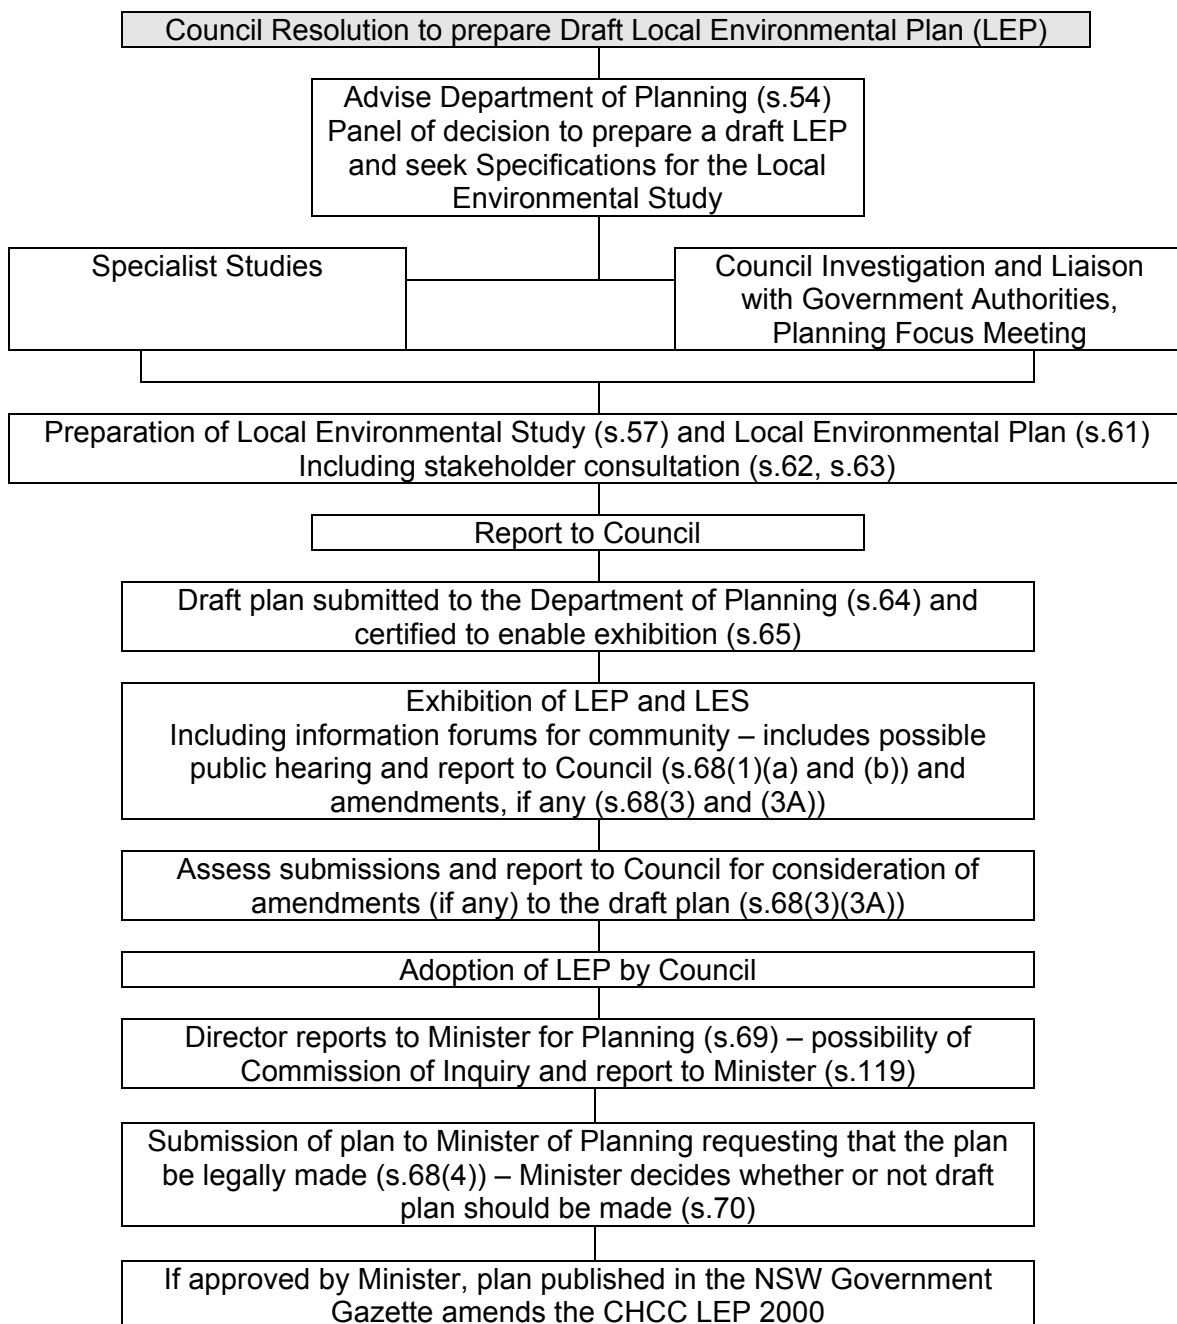 Council Resolution to prepare Draft Local Environmental Plan (LEP)
Advise Department of Planning (s.54)
Panel of decision to prepare a draft LEP
and seek Specifications for the Local
Environmental Study
Specialist Studies
Council Investigation and Liaison
with Government Authorities,
Planning Focus Meeting
Preparation of Local Environmental Study (s.57) and Local Environmental Plan (s.61)
Including stakeholder consultation (s.62, s.63)
Report to Council
Draft plan submitted to the Department of Planning (s.64) and
certified to enable exhibition (s.65)
Exhibition of LEP and LES
Including information forums for community – includes possible
public hearing and report to Council (s.68(1)(a) and (b)) and
amendments, if any (s.68(3) and (3A))
Assess submissions and report to Council for consideration of
amendments (if any) to the draft plan (s.68(3)(3A))
Adoption of LEP by Council
Director reports to Minister for Planning (s.69) – possibility of
Commission of Inquiry and report to Minister (s.119)
Submission of plan to Minister of Planning requesting that the plan
be legally made (s.68(4)) – Minister decides whether or not draft
plan should be made (s.70)
If approved by Minister, plan published in the NSW Government
Gazette amends the CHCC LEP 2000